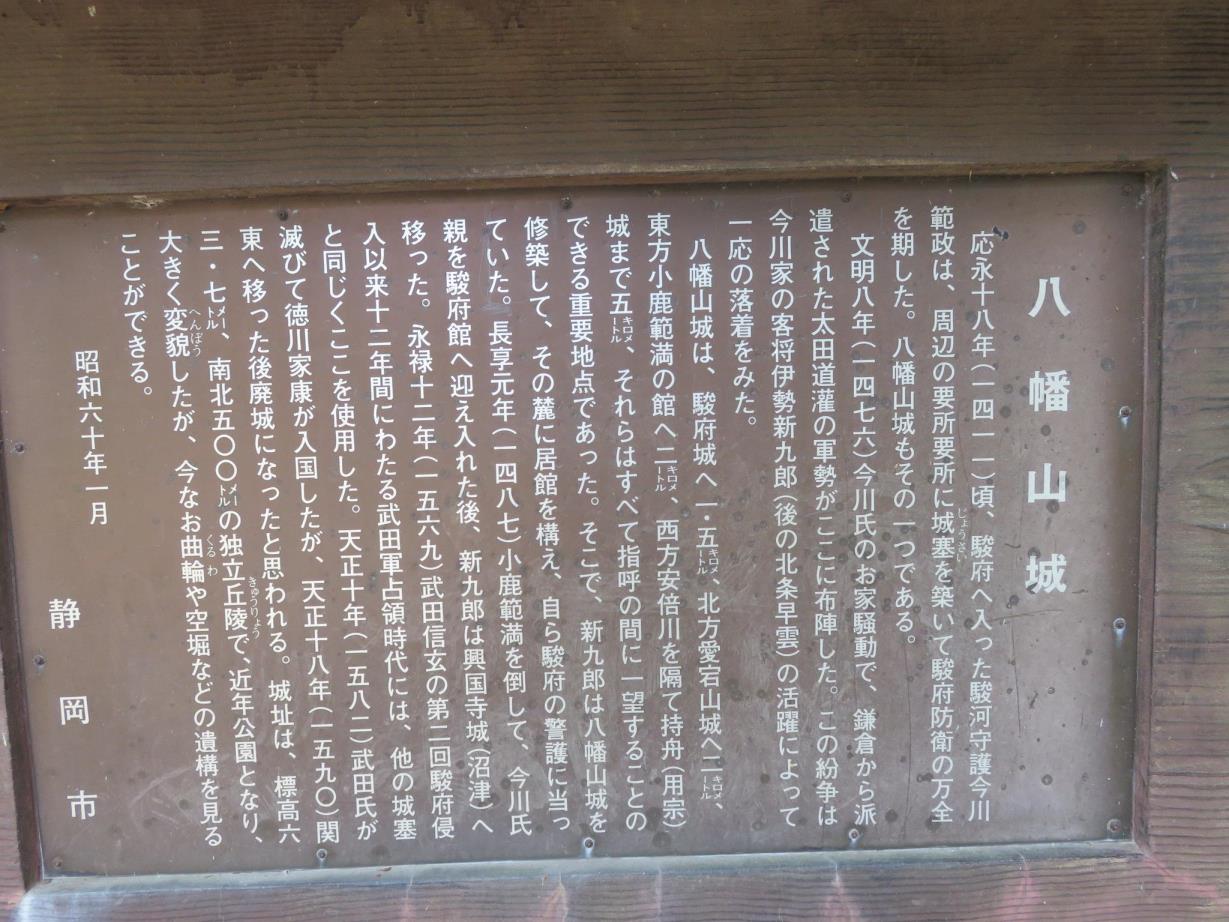 八幡山城
応永十八年(一四一一)頃、駿府へ入った駿河守護今川
範政は、周辺の要所要所に城塞を築いて駿府防衛の万全
じょうさい
を期した。八幡山城もその一つである。
文明八年(一四七六)今川氏のお家騒動で、鎌倉から派
遣された太田道灌の軍勢がここに布陣した。この紛争は
今川家の客将伊勢新九郎(後の北条早雲)の活躍によって
一応の落着をみた。
八幡山城は、駿府城へ一・五キロメートル、北方愛宕山城へ二キロメートル、
東方小鹿範満の館へ二キロメートル、西方安倍川を隔て持舟(用宗)
城まで五キロメートル、それらはすべて指呼の間に一望することの
できる重要地点であった。そこで、新九郎は八幡山城を
修築して、その麓に居館を構え、自ら駿府の警護に当っ
ていた。長享元年(一四八七)小鹿範満を倒して、今川氏
親を駿府館へ迎え入れた後、新九郎は興国寺城(沼津)へ
移った。永禄十二年(一五六九)武田信玄の第二回駿府侵
入以来十二年間にわたる武田軍占領時代には、他の城塞
と同じくここを使用した。天正十年(一五八二)武田氏が
滅びて徳川家康が入国したが、天正十八年(一五九〇)関
東へ移った後廃城になったと思われる。城址は、標高六
三・七メートル、南北五〇〇メートルの独立丘陵で、近年公園となり、
きゅうりょう
大きく変貌したが、今なお曲輪や空堀などの遺構を見る
へんぼう
くるわ
ことができる。
昭和六十年一月
静岡市